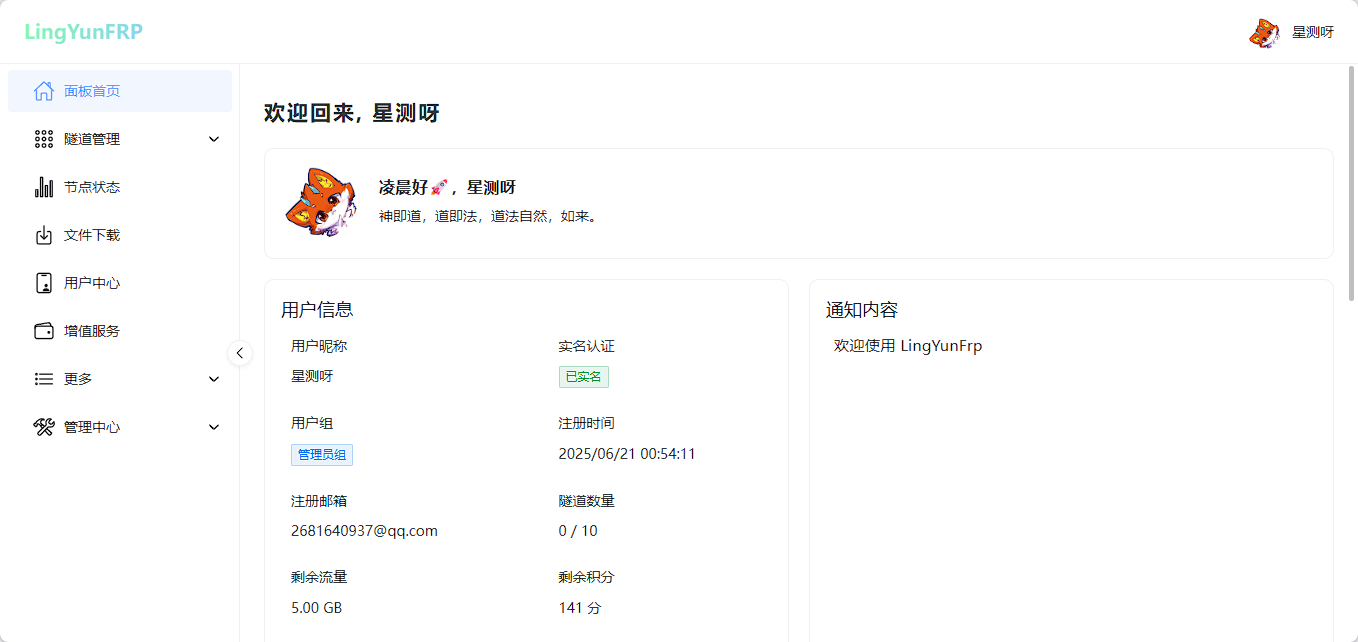 LingYunFRP
星测呀
面板首页
隧道管理
节点状态
文件下载
用户中心
增值服务
更多
管理中心
欢迎回来, 星测呀
凌晨好🚀，星测呀
神即道，道即法，道法自然，如来。
用户信息
用户昵称 实名认证
星测呀 已实名
用户组 注册时间
管理员组 2025/06/21 00:54:11
注册邮箱 隧道数量
2681640937@qq.com 0 / 10
剩余流量 剩余积分
5.00 GB 141 分
通知内容
欢迎使用 LingYunFrp